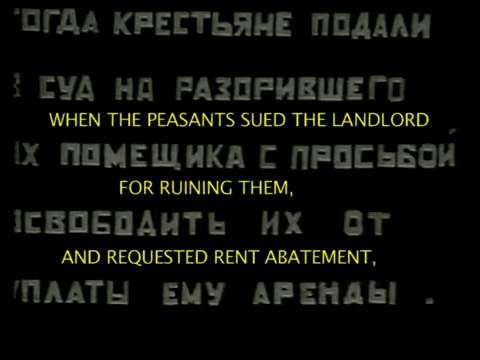 КРЕСТЬЯНЕ ПОДАЛИ
В СУД НА РАЗОРИВШЕГО
WHEN THE PEASANTS SUED THE LANDLORD
ИХ ПОМЕЩИКА С ПРОСЬБОЙ
FOR RUINING THEM,
ОСВОБОДИТЬ ИХ ОТ
AND REQUESTED RENT ABATEMENT,
УПЛАТЫ ЕМУ АРЕНДЫ .